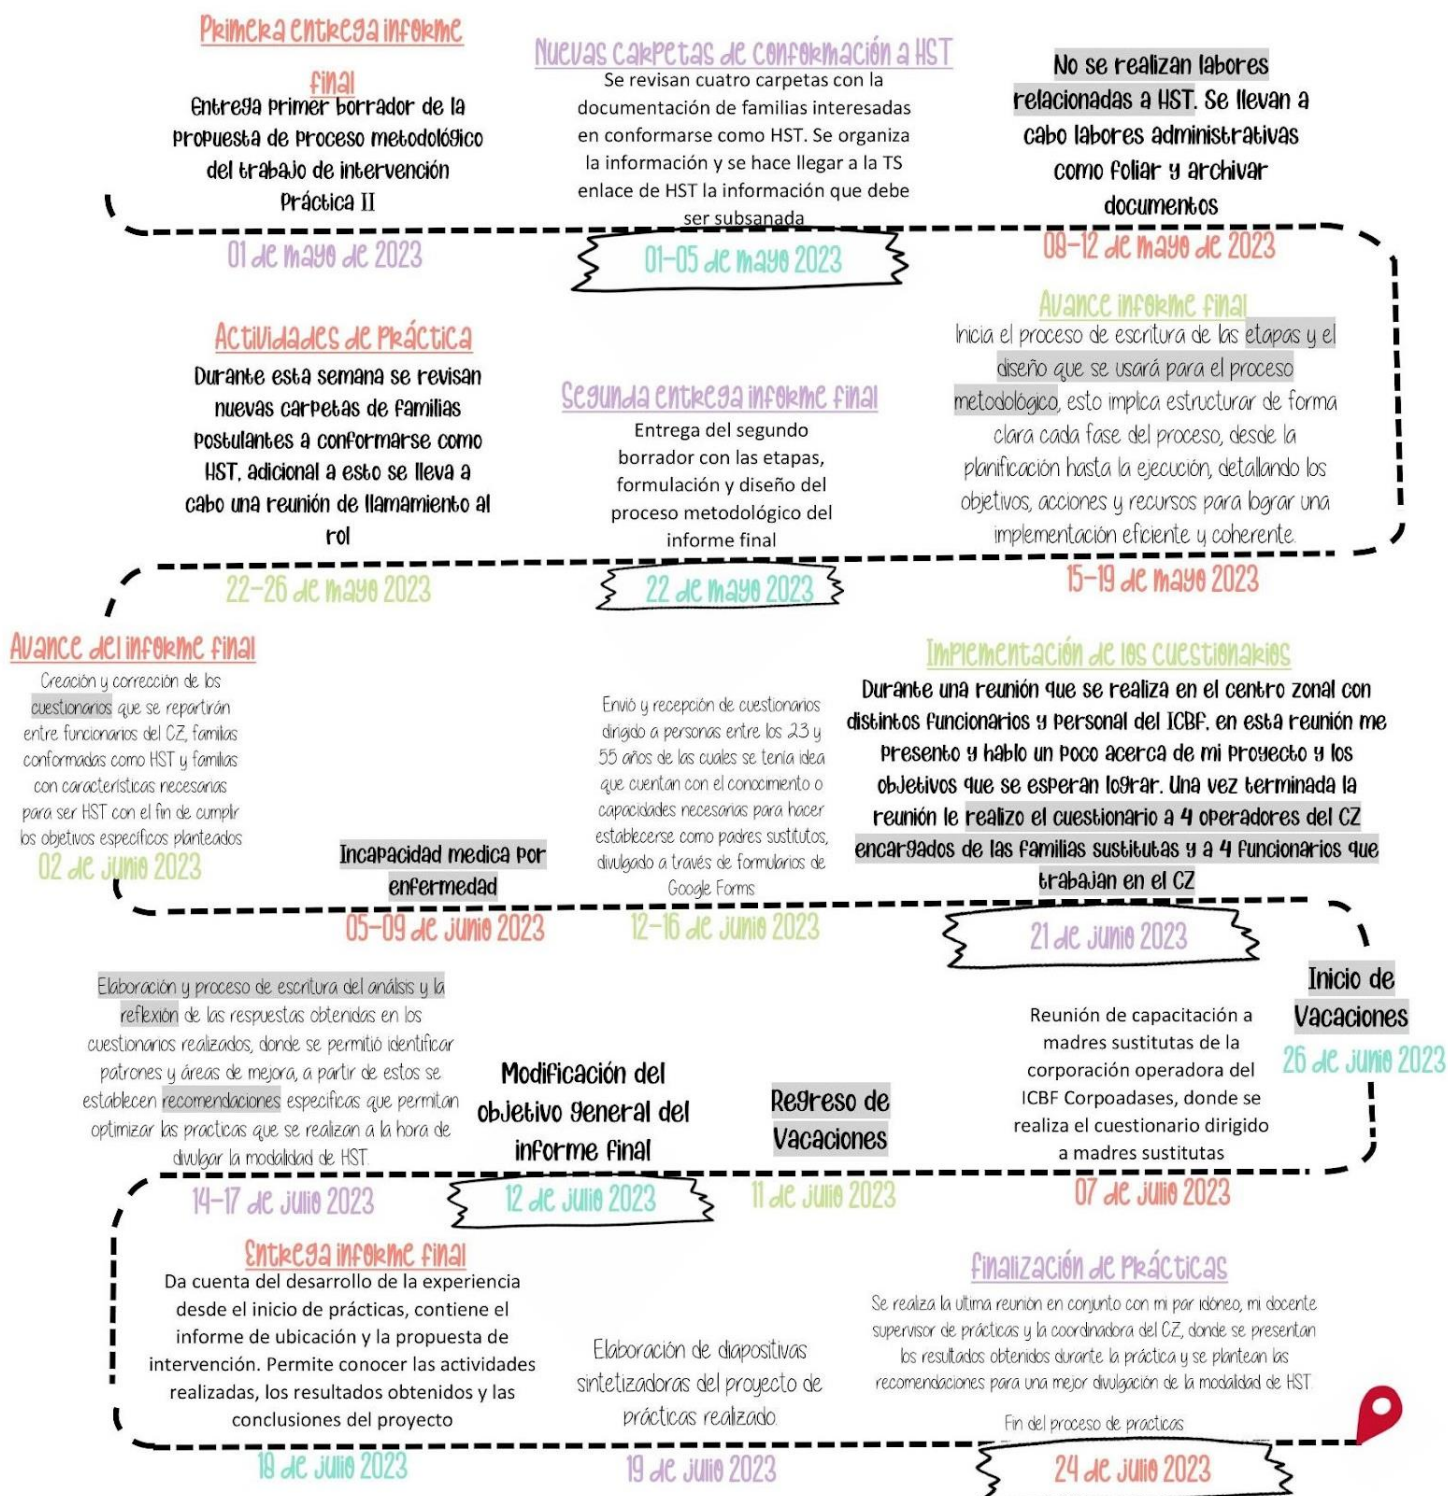 Primera entrega informe
final
Entrega primer borrador de la
propuesta de proceso metodológico
del trabajo de intervención
Práctica II
01 de mayo de 2023
Nuevas carpetas de conformación a HST
Se revisan cuatro carpetas con la
documentación de familias interesadas
en conformarse como HST. Se organiza
la información y se hace llegar a la TS
enlace de HST la información que debe
ser subsanada
01-05 de mayo 2023
No se realizan labores
relacionadas a HST. Se llevan a
cabo labores administrativas
como foliar y archivar
documentos
08-12 de mayo de 2023
Avance informe final
Inicia el proceso de escritura de las etapas y el
diseño que se usará para el proceso
metodológico, esto implica estructurar de forma
clara cada fase del proceso, desde la
planificación hasta la ejecución, detallando los
objetivos, acciones y recursos para lograr una
implementación eficiente y coherente.
15-19 de mayo 2023
Segunda entrega informe final
Entrega del segundo
borrador con las etapas,
formulación y diseño del
proceso metodológico del
informe final
22 de mayo 2023
Actividades de práctica
Durante esta semana se revisan
nuevas carpetas de familias
postulantes a conformarse como
HST, adicional a esto se lleva a
cabo una reunión de llamamiento al
rol
22-26 de mayo 2023
Avance del informe final
Creación y corrección de los
cuestionarios que se repartirán
entre funcionarios del CZ, familias
conformadas como HST y familias
con características necesarias
para ser HST con el fin de cumplir
los objetivos específicos planteados
02 de junio 2023
Incapacidad medica por
enfermedad
05-09 de junio 2023
Envió y recepción de cuestionarios
dirigido a personas entre los 23 y
55 años de las cuales se tenía idea
que cuentan con el conocimiento o
capacidades necesarias para hacer
establecerse como padres sustitutos,
divulgado a través de formularios de
Google Forms
12-16 de junio 2023
Implementación de los cuestionarios
Durante una reunión que se realiza en el centro zonal con
distintos funcionarios y personal del ICBF, en esta reunión me
presento y hablo un poco acerca de mi proyecto y los
objetivos que se esperan lograr. Una vez terminada la
reunión le realizo el cuestionario a 4 operadores del CZ
encargados de las familias sustitutas y a 4 funcionarios que
trabajan en el CZ
21 de junio 2023
Inicio de
Vacaciones
26 de junio 2023
Reunión de capacitación a
madres sustitutas de la
corporación operadora del
ICBF Corpoadases, donde se
realiza el cuestionario dirigido
a madres sustitutas
07 de julio 2023
Regreso de
Vacaciones
11 de julio 2023
Modificación del
objetivo general del
informe final
12 de julio 2023
Elaboración y proceso de escritura del análsis y la
reflexión de las respuestas obtenidas en los
cuestionarios realizados, donde se permitió identificar
patrones y áreas de mejora, a partir de estos se
establecen recomendaciones específicas que permitan
optimizar las practicas que se realizan a la hora de
divulgar la modalidad de HST.
14-17 de julio 2023
Entrega informe final
Da cuenta del desarrollo de la experiencia
desde el inicio de prácticas, contiene el
informe de ubicación y la propuesta de
intervención. Permite conocer las actividades
realizadas, los resultados obtenidos y las
conclusiones del proyecto
18 de julio 2023
Elaboración de diapositivas
sintetizadoras del proyecto de
prácticas realizado.
19 de julio 2023
finalización de Prácticas
Se realiza la ultima reunión en conjunto con mi par idóneo, mi docente
supervisor de prácticas y la coordinadora del CZ, donde se presentan
los resultados obtenidos durante la práctica y se plantean las
recomendaciones para una mejor divulgación de la modalidad de HST.
Fin del proceso de practicas
24 de julio 2023